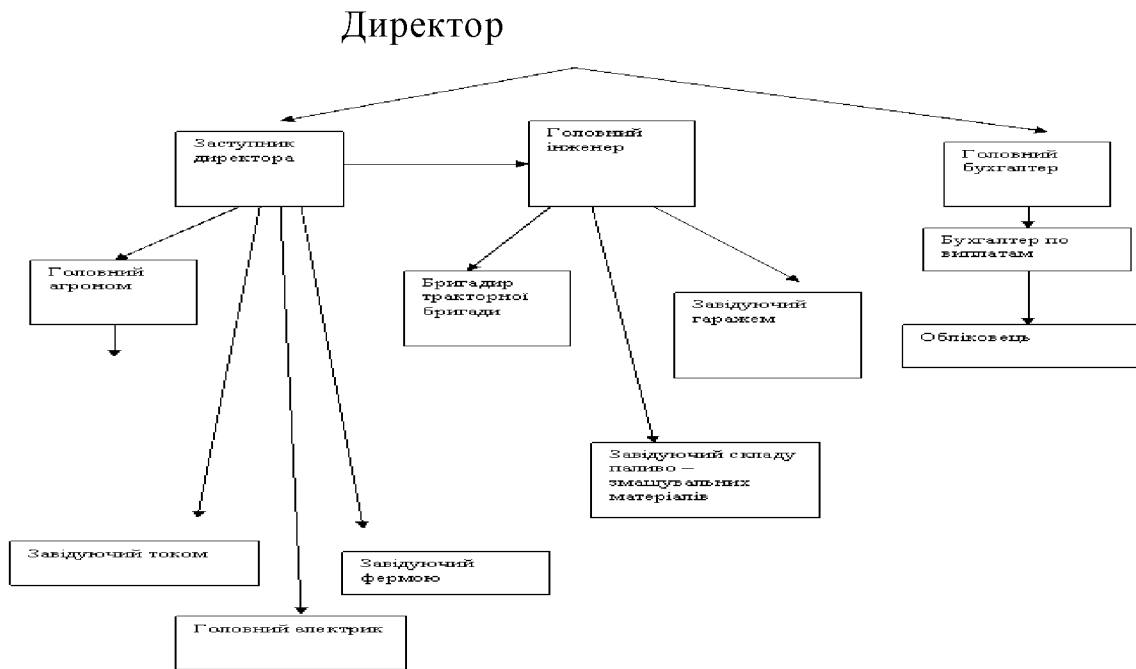 Директор
Заступник
директора
Головний
інженер
Головний
бухгалтер
Головний
агроном
Бригадир
тракторної
бригади
Завідуючий
гаражем
Бухгалтер по
виплатам
Обліковець
Завідуючий складу
паливо –
змащувальних
матеріалів
Завідуючий током
Завідуючий
фермою
Головний електрик